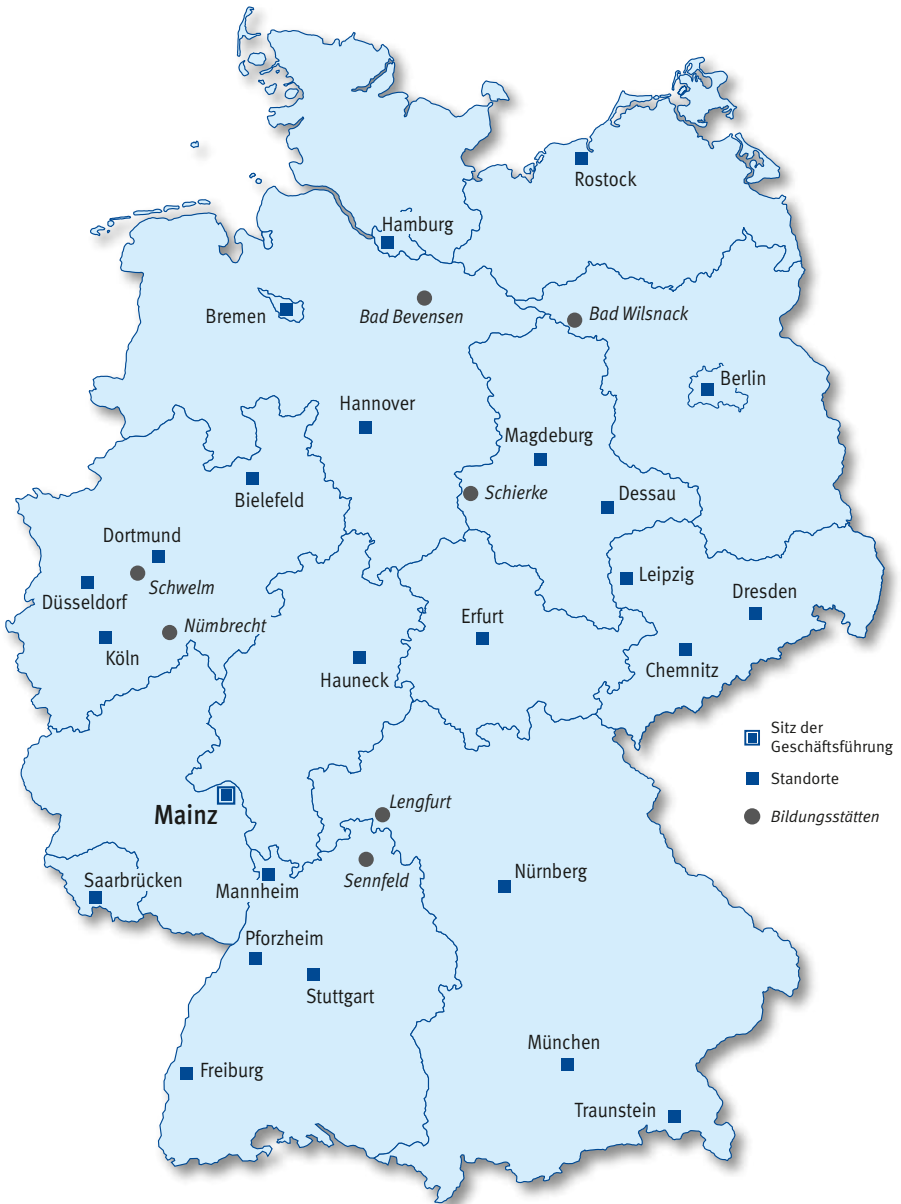 Rostock
Hamburg
Bremen
Bad Bevensen
Bad Wilsnack
Berlin
Hannover
Magdeburg
Bielefeld
Schierke
Dessau
Dortmund
Schwelm
Düsseldorf
Leipzig
Dresden
Nümbrecht
Erfurt
Köln
Hauneck
Chemnitz
Sitz der
Geschäftsführung
Standorte
Bildungsstätten
Mainz
Lengfurt
Saarbrücken
Mannheim
Sennfeld
Nürnberg
Pforzheim
Stuttgart
München
Freiburg
Traunstein